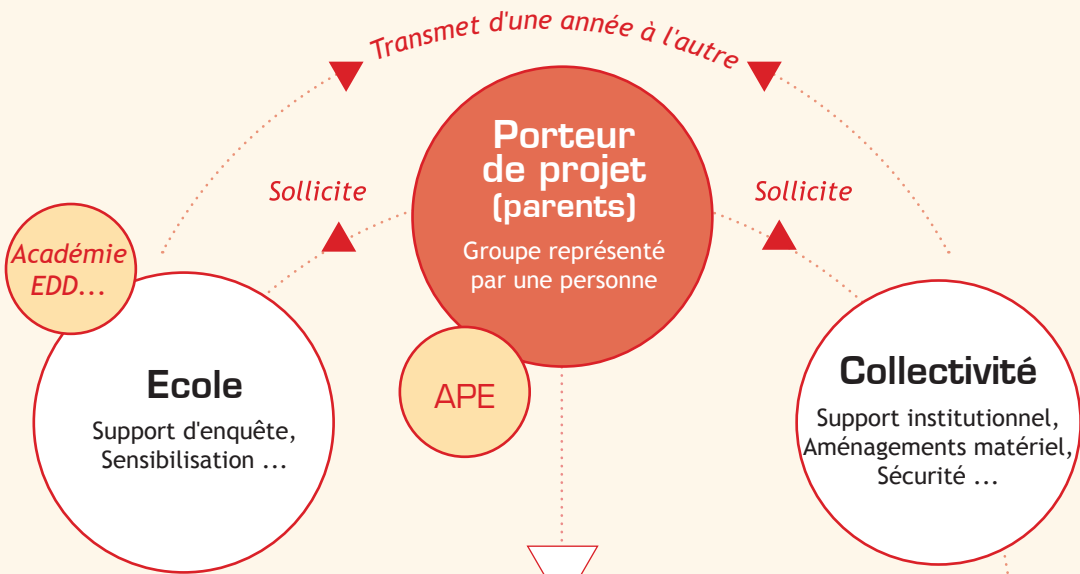 Transmet d'une année à l'autre
Porteur
de projet
(parents)
Groupe représenté
par une personne
Sollicite
Sollicite
Académie
EDD...
Ecole
Support d'enquête,
Sensibilisation ...
APE
Collectivité
Support institutionnel,
Aménagements matériel,
Sécurité ...